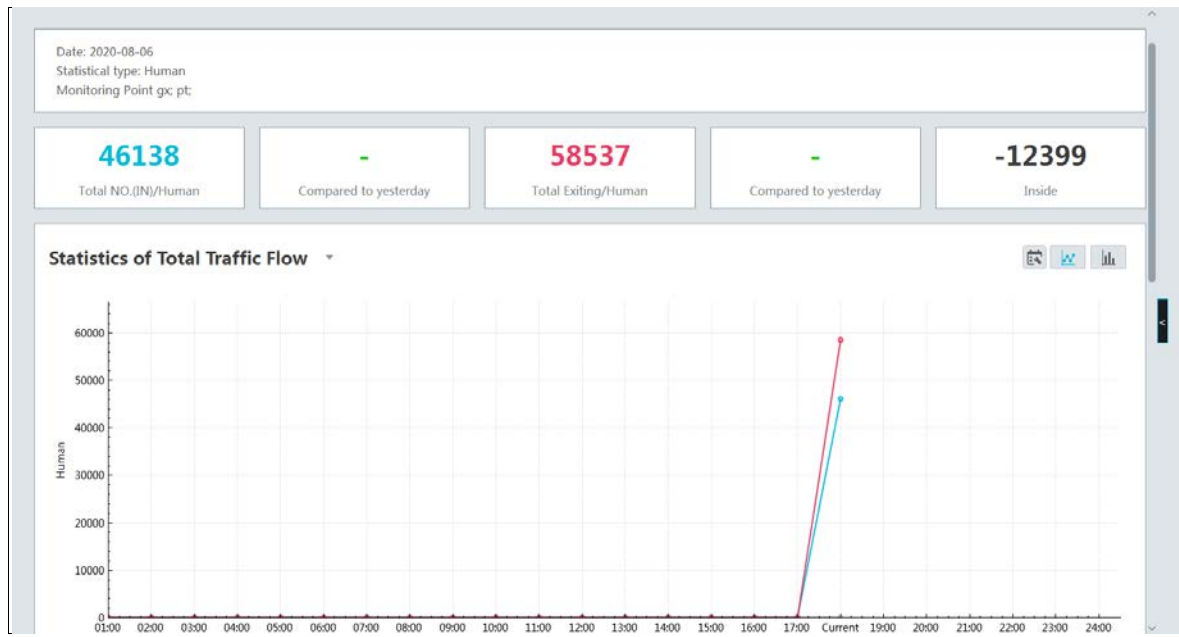 Date: 2020-08-06
Statistical type: Human
Monitoring Point gx; pt;
46138
Total NO.(IN)/Human
-
Compared to yesterday
58537
Total Exiting/Human
-
Compared to yesterday
-12399
Inside
Statistics of Total Traffic Flow
60000
50000
40000
30000
20000
10000
0
Human
01:00 02:00 03:00 04:00 05:00 06:00 07:00 08:00 09:00 10:00 11:00 12:00 13:00 14:00 15:00 16:00 17:00 Current 19:00 20:00 21:00 22:00 23:00 24:00